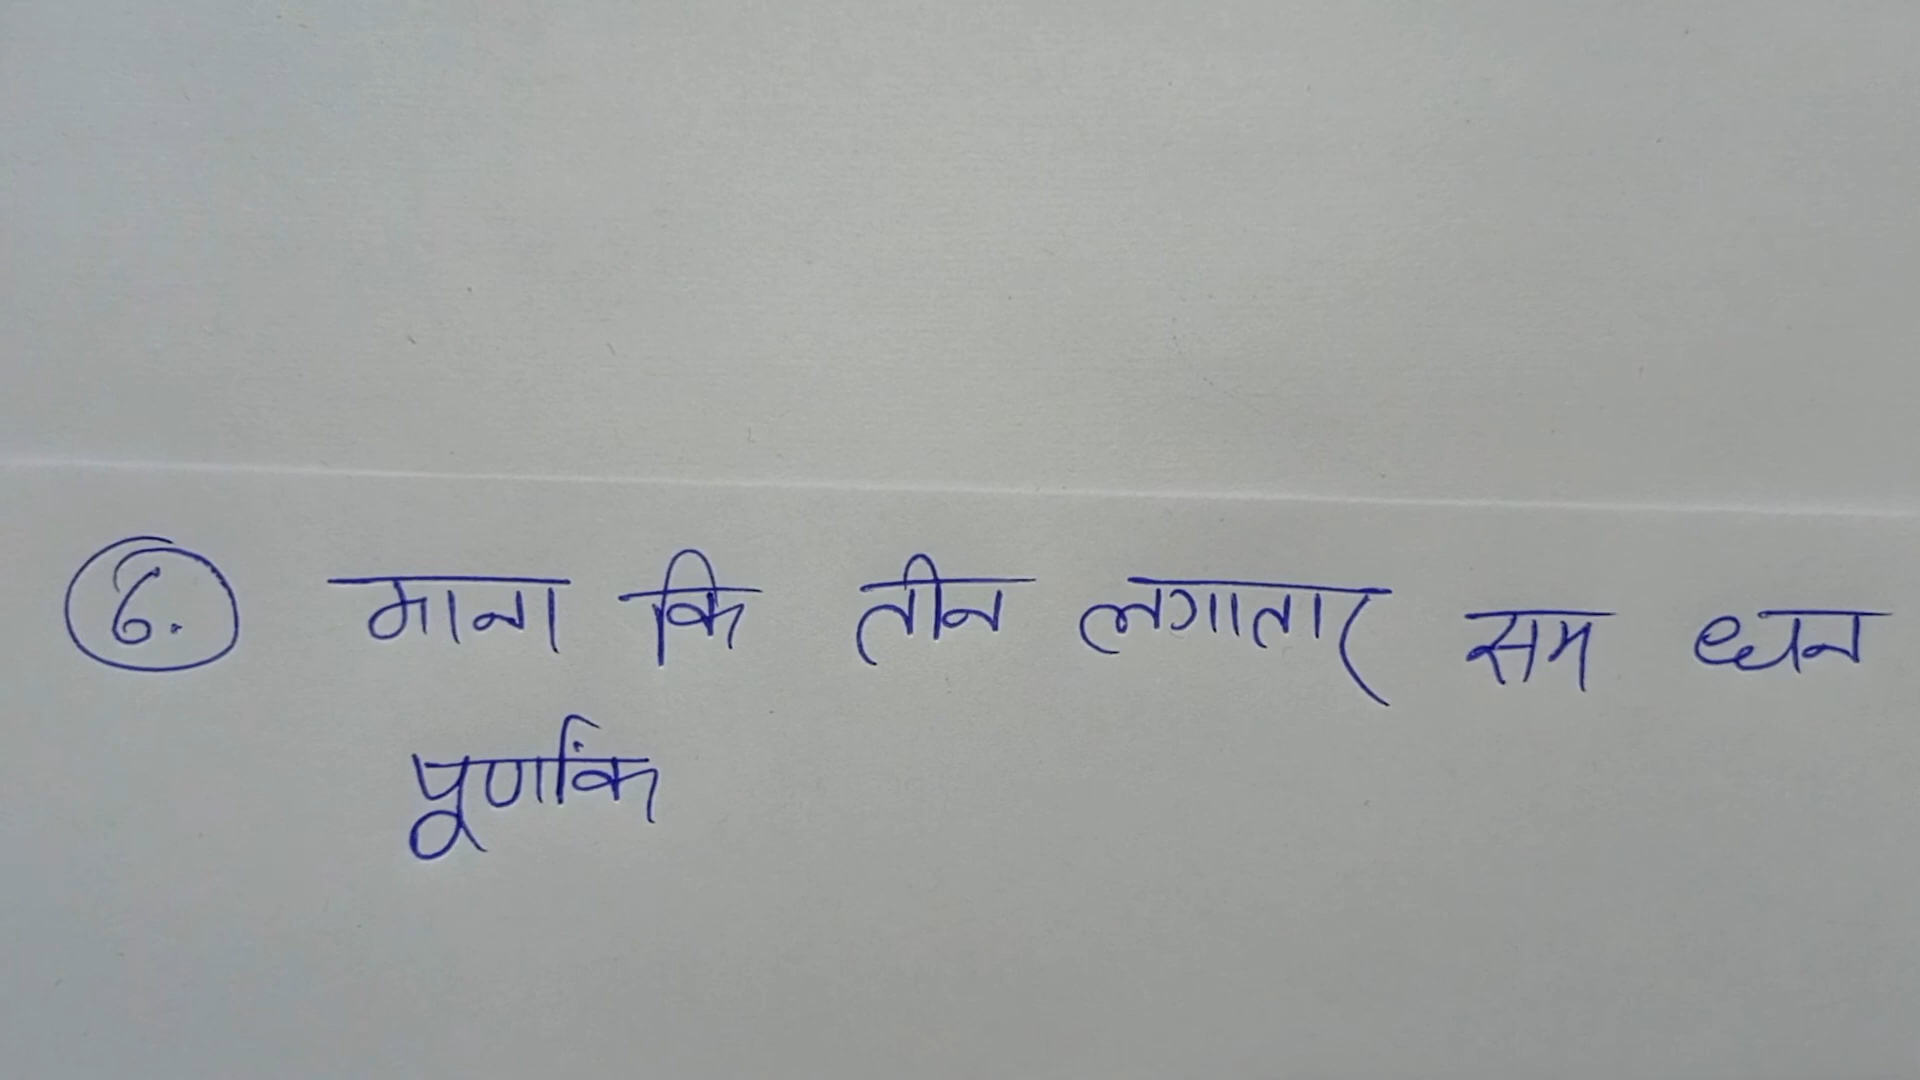 6. माना कि तीन लगातार सम धन
पूर्णांक